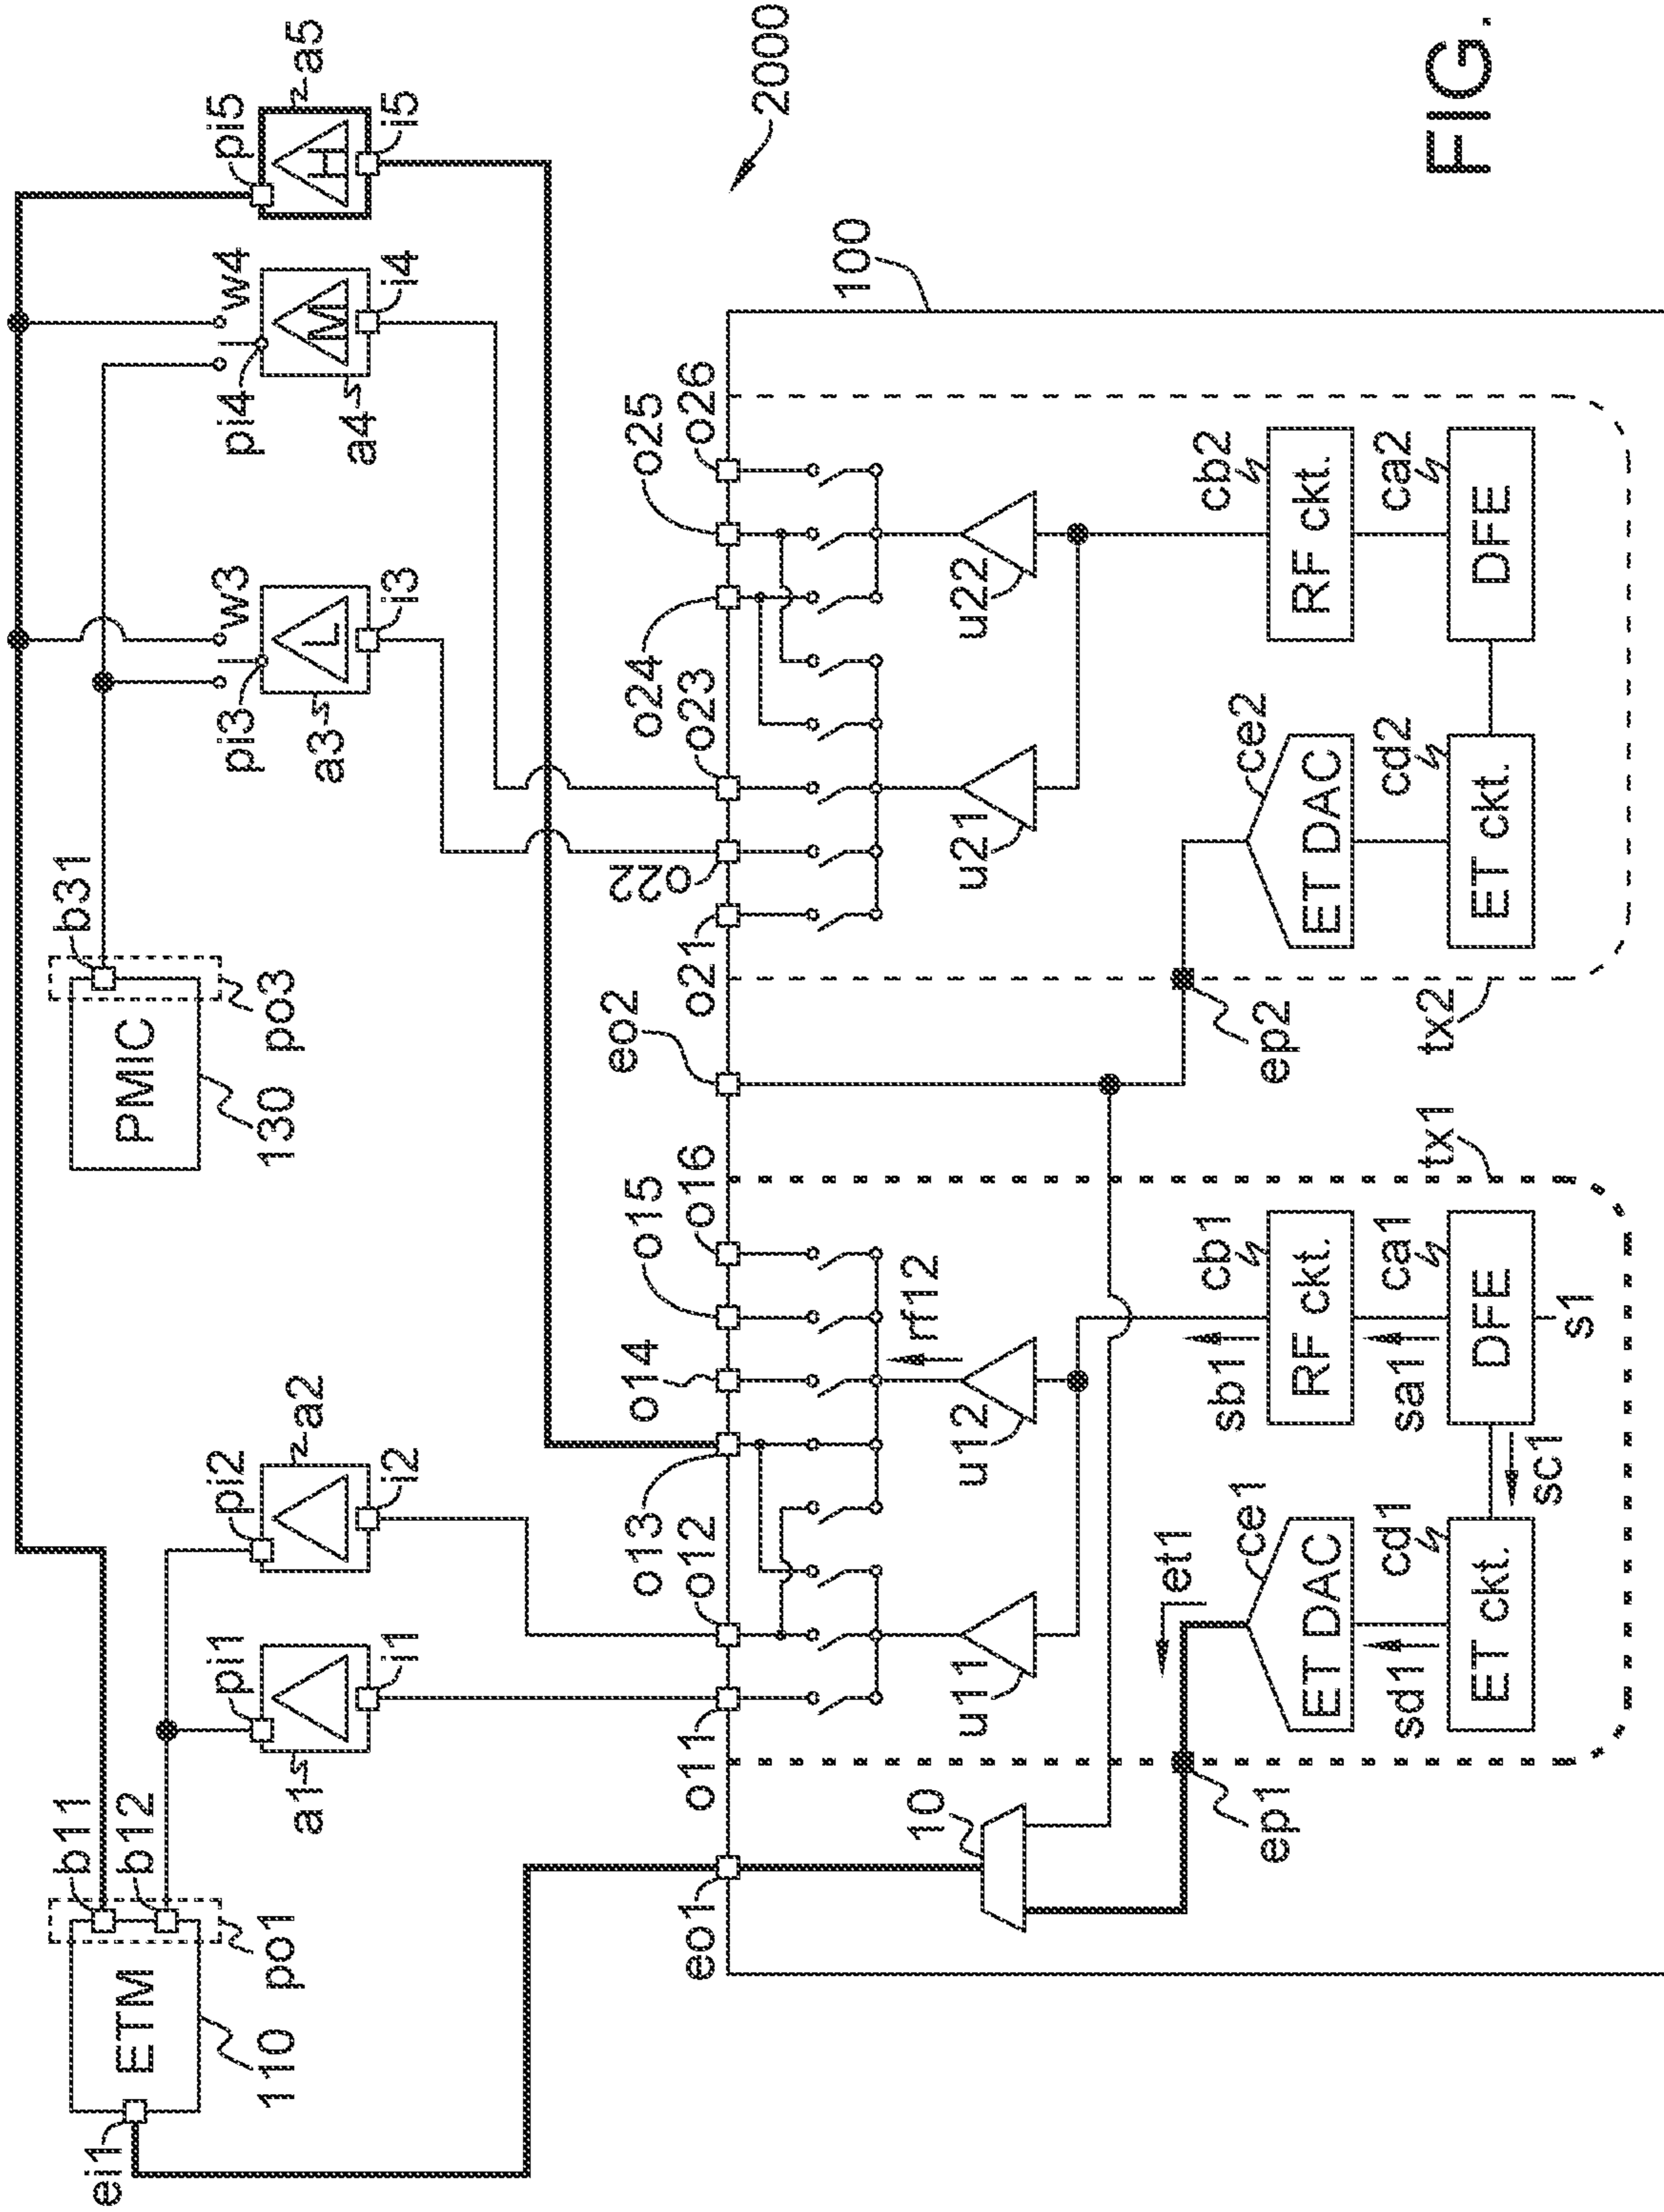 ei1
ETM
110
b11
b12
po1
PMIC
130
b31
po3
a1
pi1
i1
pi2
a2
i2
pi3
a3
L
w3
i3
pi4
a4
M
w4
i4
pi5
a5
H
i5
2000
eo1
o11
o12
o13
o14
o15
o16
eo2
o21
o22
o23
o24
o25
o26
100
10
u11
u12
rf12
u21
u22
ep1
et1
ET DAC
ce1
sd1
ET ckt.
cd1
sc1
sb1
RF ckt.
cb1
sa1
DFE
ca1
s1
tx1
ep2
tx2
ET DAC
ce2
ET ckt.
cd2
RF ckt.
cb2
DFE
ca2
FIG.